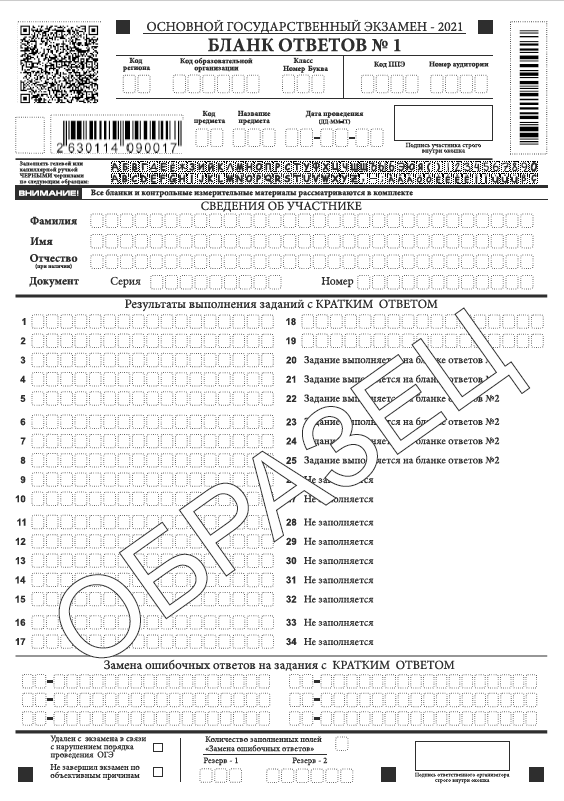 ОСНОВНОЙ ГОСУДАРСТВЕННЫЙ ЭКЗАМЕН - 2021
БЛАНК ОТВЕТОВ № 1
Код региона
Код образовательной организации
Класс
Номер Буква
Код ППЭ
Номер аудитории
2630114 090017
Код предмета
Название предмета
Дата проведения (ДД-ММ-ГГ)
Подпись участника строго внутри окошка
Заполнять гелевой или
капиллярной ручкой
ЧЕРНЫМИ чернилами
по следующим образцам:
ВНИМАНИЕ! Все бланки и контрольные измерительные материалы рассматриваются в комплекте
СВЕДЕНИЯ ОБ УЧАСТНИКЕ
Фамилия
Имя
Отчество
(при наличии)
Документ Серия Номер
Результаты выполнения заданий с КРАТКИМ ОТВЕТОМ
1
2
3
4
5
6
7
8
9
10
11
12
13
14
15
16
17
18
19
20 Задание выполняется на бланке ответов
21 Задание выполняется на бланке ответов
22 Задание выполняется на бланке ответов №2
23 Задание выполняется на бланке ответов №2
24 Задание выполняется на бланке ответов №2
25 Задание выполняется на бланке ответов №2
Не заполняется
Не заполняется
28 Не заполняется
29 Не заполняется
30 Не заполняется
31 Не заполняется
32 Не заполняется
33 Не заполняется
34 Не заполняется
ОБРАЗЕЦ
Замена ошибочных ответов на задания с КРАТКИМ ОТВЕТОМ
Удален с экзамена в связи
с нарушением порядка
проведения ОГЭ
Не завершил экзамен по
объективным причинам
Количество заполненных полей
«Замена ошибочных ответов»
Резерв - 1
Резерв - 2
Подпись ответственного организатора
строго внутри окошка